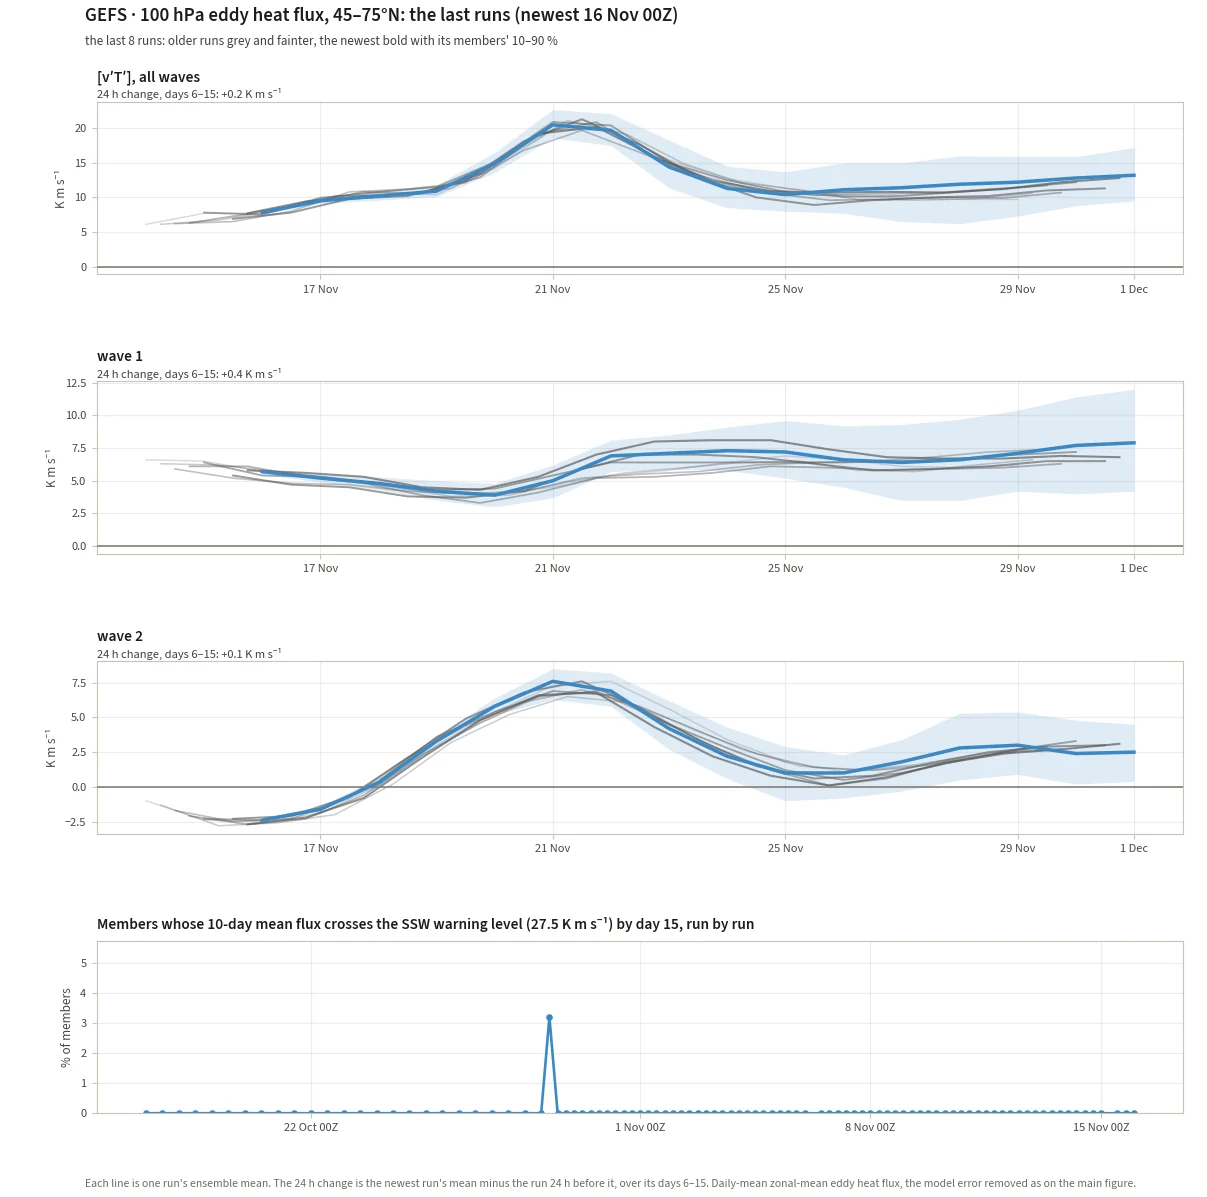 GEFS · 100 hPa eddy heat flux, 45–75°N: the last runs (newest 16 Nov 00Z)
the last 8 runs: older runs grey and fainter, the newest bold with its members' 10–90 %
[v′T′], all waves
24 h change, days 6–15: +0.2 K m s⁻¹
20
15
10
5
0
K m s⁻¹
17 Nov
21 Nov
25 Nov
29 Nov
1 Dec
wave 1
24 h change, days 6–15: +0.4 K m s⁻¹
12.5
10.0
7.5
5.0
2.5
0.0
K m s⁻¹
17 Nov
21 Nov
25 Nov
29 Nov
1 Dec
wave 2
24 h change, days 6–15: +0.1 K m s⁻¹
7.5
5.0
2.5
0.0
−2.5
K m s⁻¹
17 Nov
21 Nov
25 Nov
29 Nov
1 Dec
Members whose 10-day mean flux crosses the SSW warning level (27.5 K m s⁻¹) by day 15, run by run
5
4
3
2
1
0
% of members
22 Oct 00Z
1 Nov 00Z
8 Nov 00Z
15 Nov 00Z
Each line is one run's ensemble mean. The 24 h change is the newest run's mean minus the run 24 h before it, over its days 6–15. Daily-mean zonal-mean eddy heat flux, the model error removed as on the main figure.